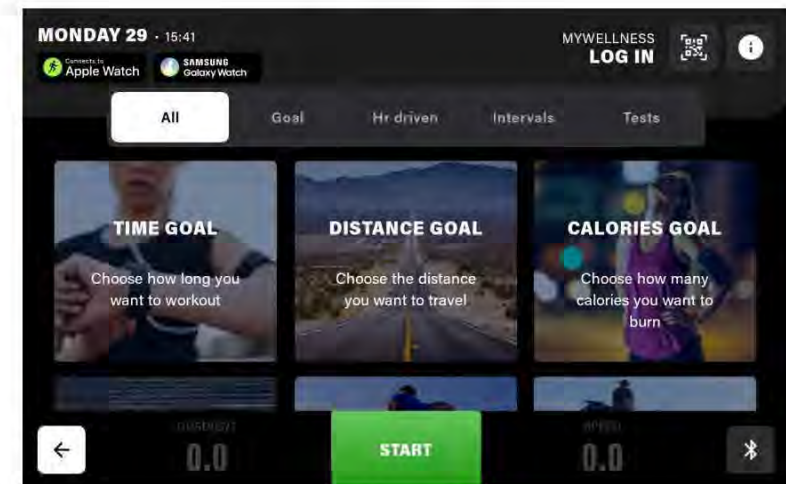 MONDAY 29 · 15:41
MYWELLNESS
LOG IN
Connects to
Apple Watch
SAMSUNG
Galaxy Watch
All
Goal
Hr driven
Intervals
Tests
TIME GOAL
Choose how long you
want to workout
DISTANCE GOAL
Choose the distance
you want to travel
CALORIES GOAL
Choose how many
calories you want to
burn
0.0
START
SPEED
0.0